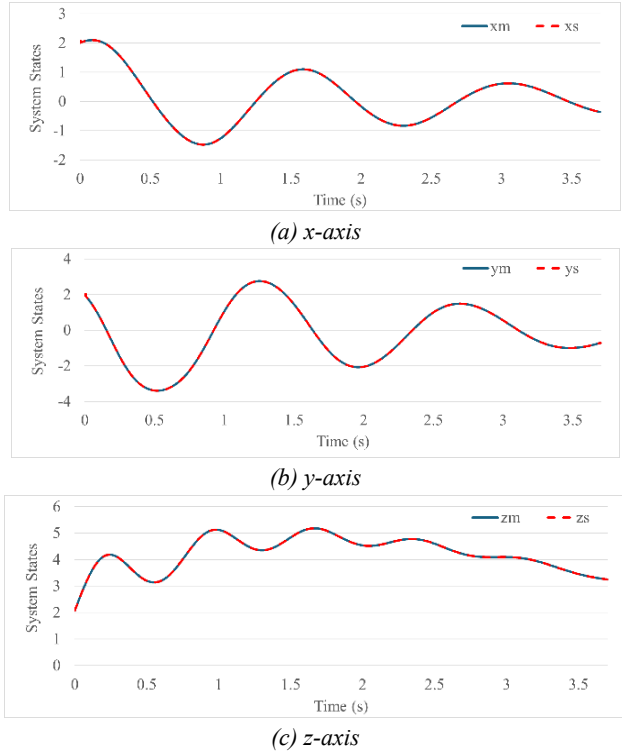 3
xm xs
2
1
0
-1
-2
System States
0 0.5 1 1.5 2 2.5 3 3.5
Time (s)
(a) x-axis
4
ym ys
2
0
-2
-4
System States
0 0.5 1 1.5 2 2.5 3 3.5
Time (s)
(b) y-axis
6
zm zs
5
4
3
2
1
0
System States
0 0.5 1 1.5 2 2.5 3 3.5
Time (s)
(c) z-axis